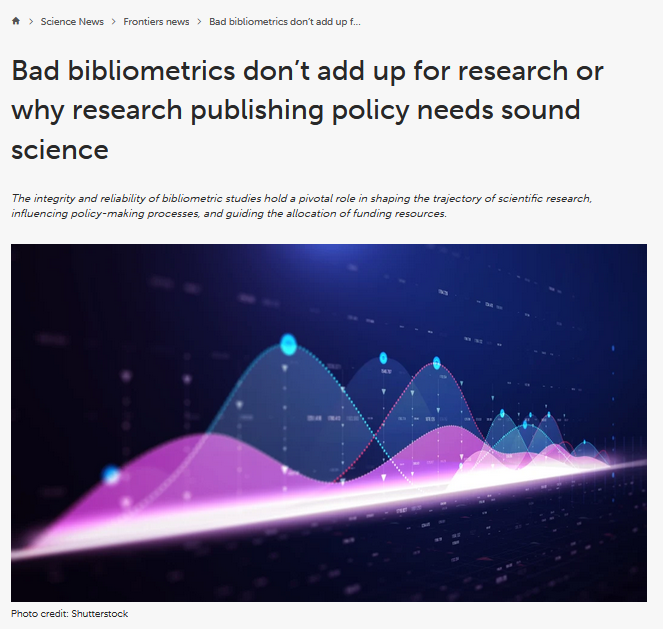 Science News > Frontiers news > Bad bibliometrics don’t add up f...
Bad bibliometrics don’t add up for research or
why research publishing policy needs sound
science
The integrity and reliability of bibliometric studies hold a pivotal role in shaping the trajectory of scientific research,
influencing policy-making processes, and guiding the allocation of funding resources.
Photo credit: Shutterstock